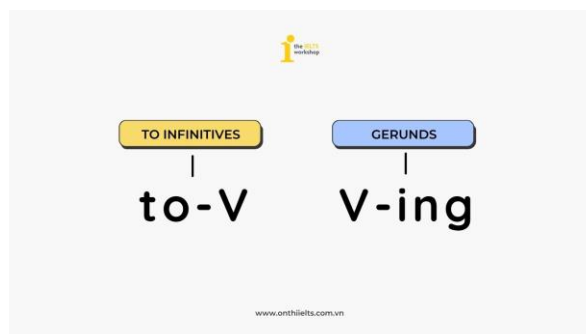 the IELTS
workshop
TO INFINITIVES
GERUNDS
to-V
V-ing
www.onthiielts.com.vn